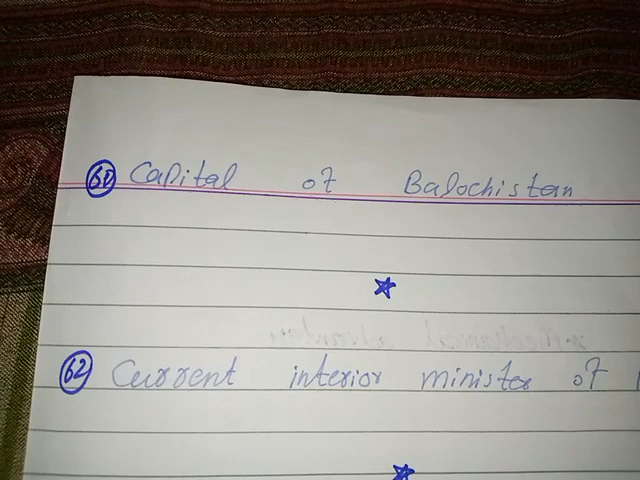 61 Capital of Balochistan
62 Current interior minister of